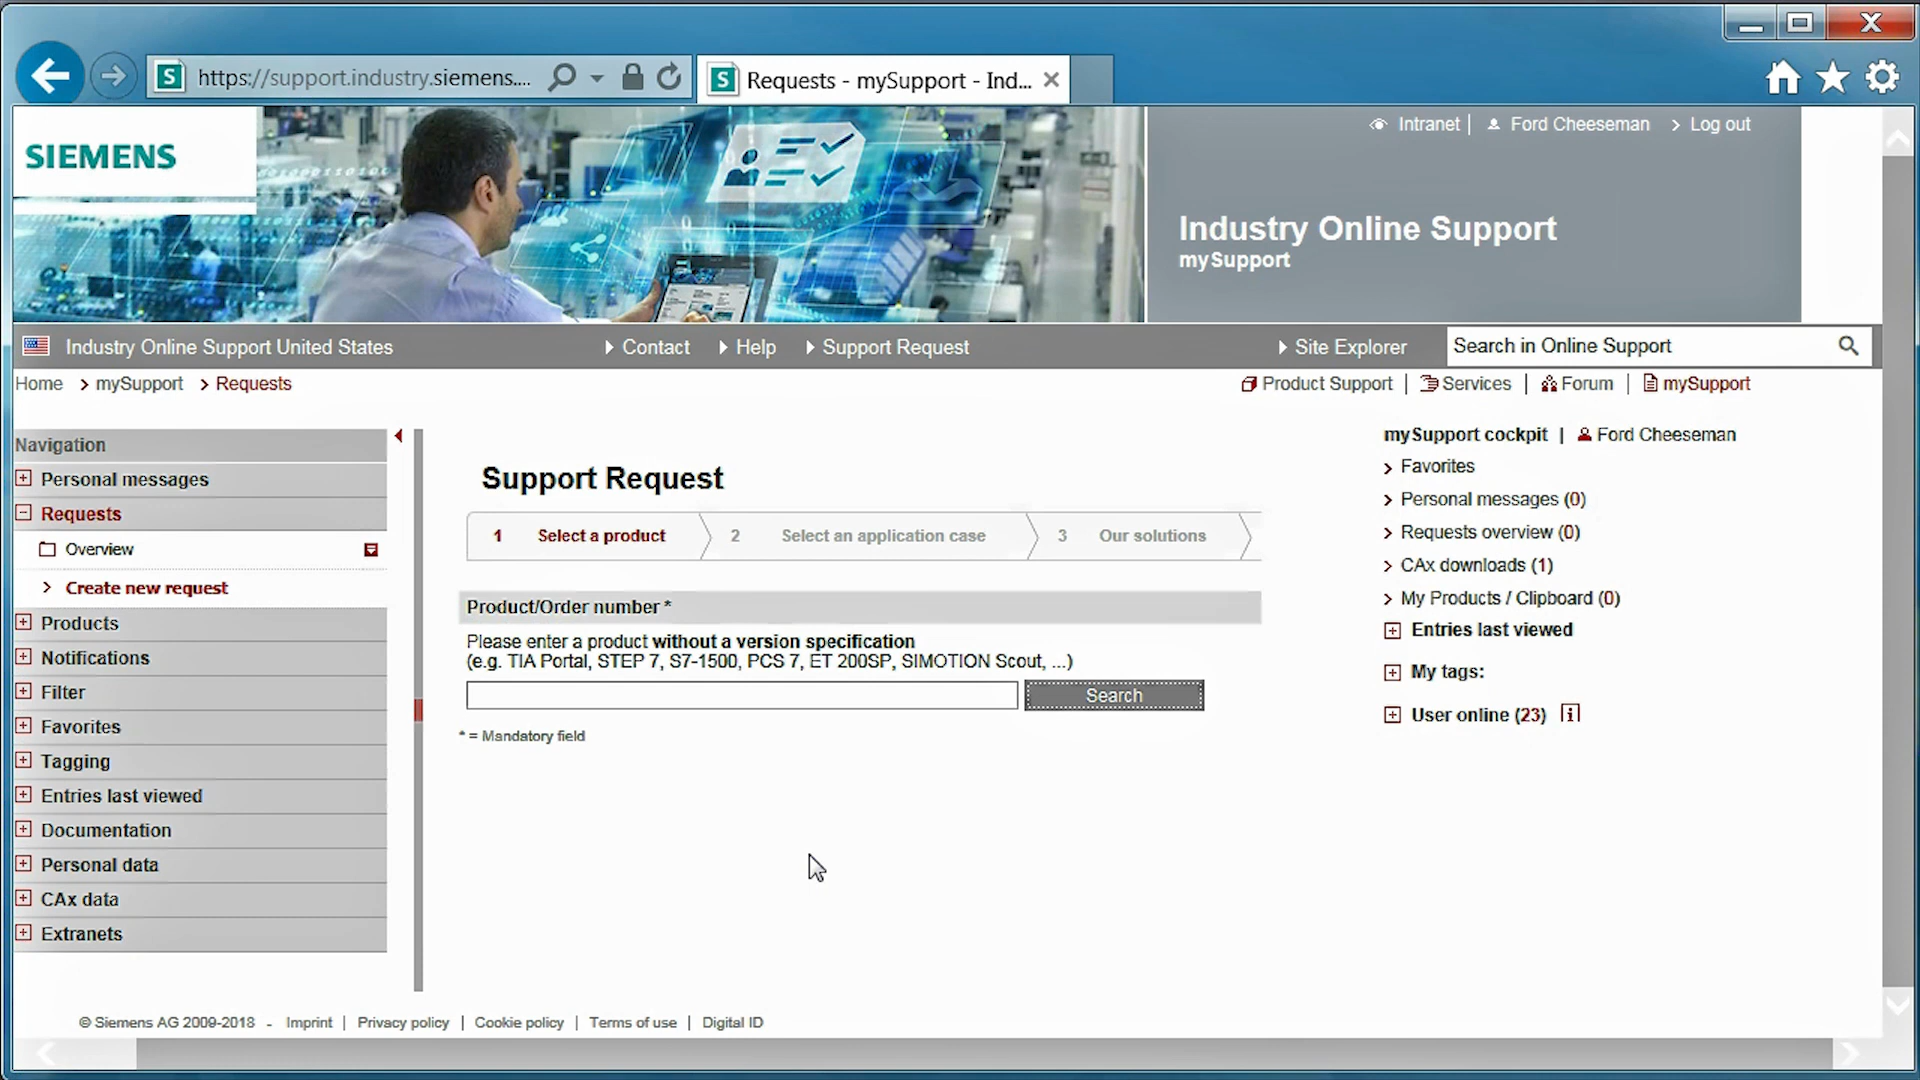 https://support.industry.siemens....
Requests - mySupport - Ind...
SIEMENS
Intranet | Ford Cheeseman > Log out
Industry Online Support
mySupport
Industry Online Support United States
Contact
Help
Support Request
Site Explorer
Search in Online Support
Home > mySupport > Requests
Product Support | Services | Forum | mySupport
Navigation
Personal messages
Requests
Overview
Create new request
Products
Notifications
Filter
Favorites
Tagging
Entries last viewed
Documentation
Personal data
CAx data
Extranets
Support Request
1 Select a product
2 Select an application case
3 Our solutions
Product/Order number *
Please enter a product without a version specification
(e.g. TIA Portal, STEP 7, S7-1500, PCS 7, ET 200SP, SIMOTION Scout, ...)
Search
* = Mandatory field
mySupport cockpit | Ford Cheeseman
Favorites
Personal messages (0)
Requests overview (0)
CAx downloads (1)
My Products / Clipboard (0)
Entries last viewed
My tags:
User online (23)
© Siemens AG 2009-2018 - Imprint | Privacy policy | Cookie policy | Terms of use | Digital ID